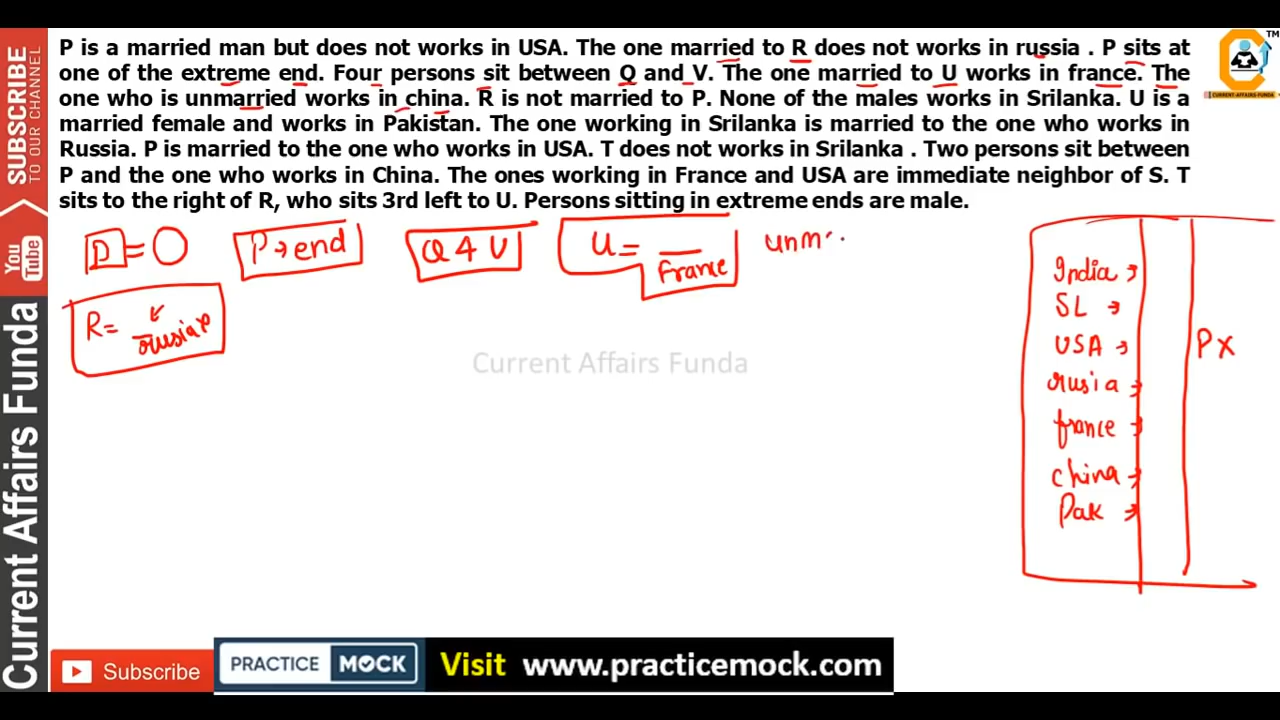 P is a married man but does not works in USA. The one married to R does not works in russia . P sits at
one of the extreme end. Four persons sit between Q and V. The one married to U works in france. The
one who is unmarried works in china. R is not married to P. None of the males works in Srilanka. U is a
married female and works in Pakistan. The one working in Srilanka is married to the one who works in
Russia. P is married to the one who works in USA. T does not works in Srilanka . Two persons sit between
P and the one who works in China. The ones working in France and USA are immediate neighbor of S. T
sits to the right of R, who sits 3rd left to U. Persons sitting in extreme ends are male.
P → end
Q 4 V
U =
France
unm
R =
rusia
India →
SL →
USA →
P x
rusia
france
china
Pak
Current Affairs Funda
SUBSCRIBE
TO OUR CHANNEL
You
Tube
Current Affairs Funda
CURRENT-AFFAIRS-FUNDA
TM
Subscribe
PRACTICE MOCK
Visit www.practicemock.com